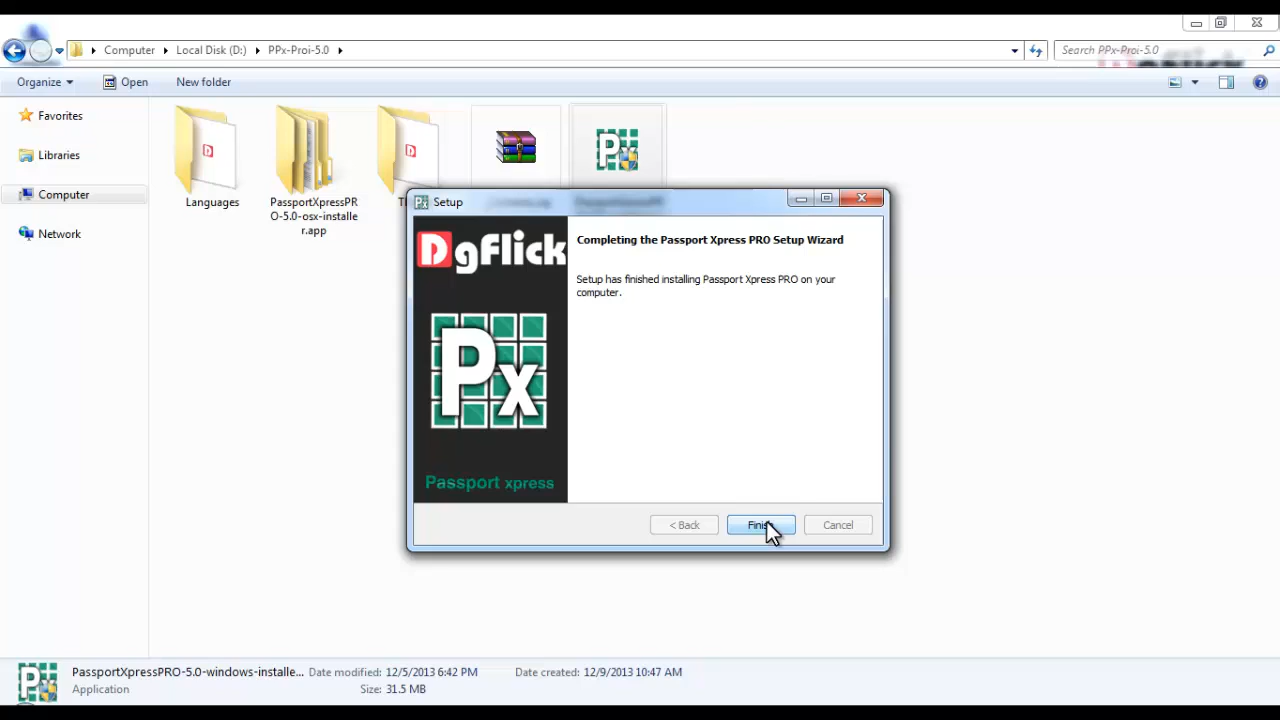 Computer
Local Disk (D:)
PPx-Proi-5.0
Search PPx-Proi-5.0
Organize
Open
New folder
Favorites
Libraries
Computer
Network
Languages
PassportXpressPR
O-5.0-osx-installe
r.app
Px
Px Setup
DgFlick
Px
Passport xpress
Completing the Passport Xpress PRO Setup Wizard
Setup has finished installing Passport Xpress PRO on your
computer.
< Back
Finish
Cancel
Px
PassportXpressPRO-5.0-windows-installe... Date modified: 12/5/2013 6:42 PM Date created: 12/9/2013 10:47 AM
Application Size: 31.5 MB